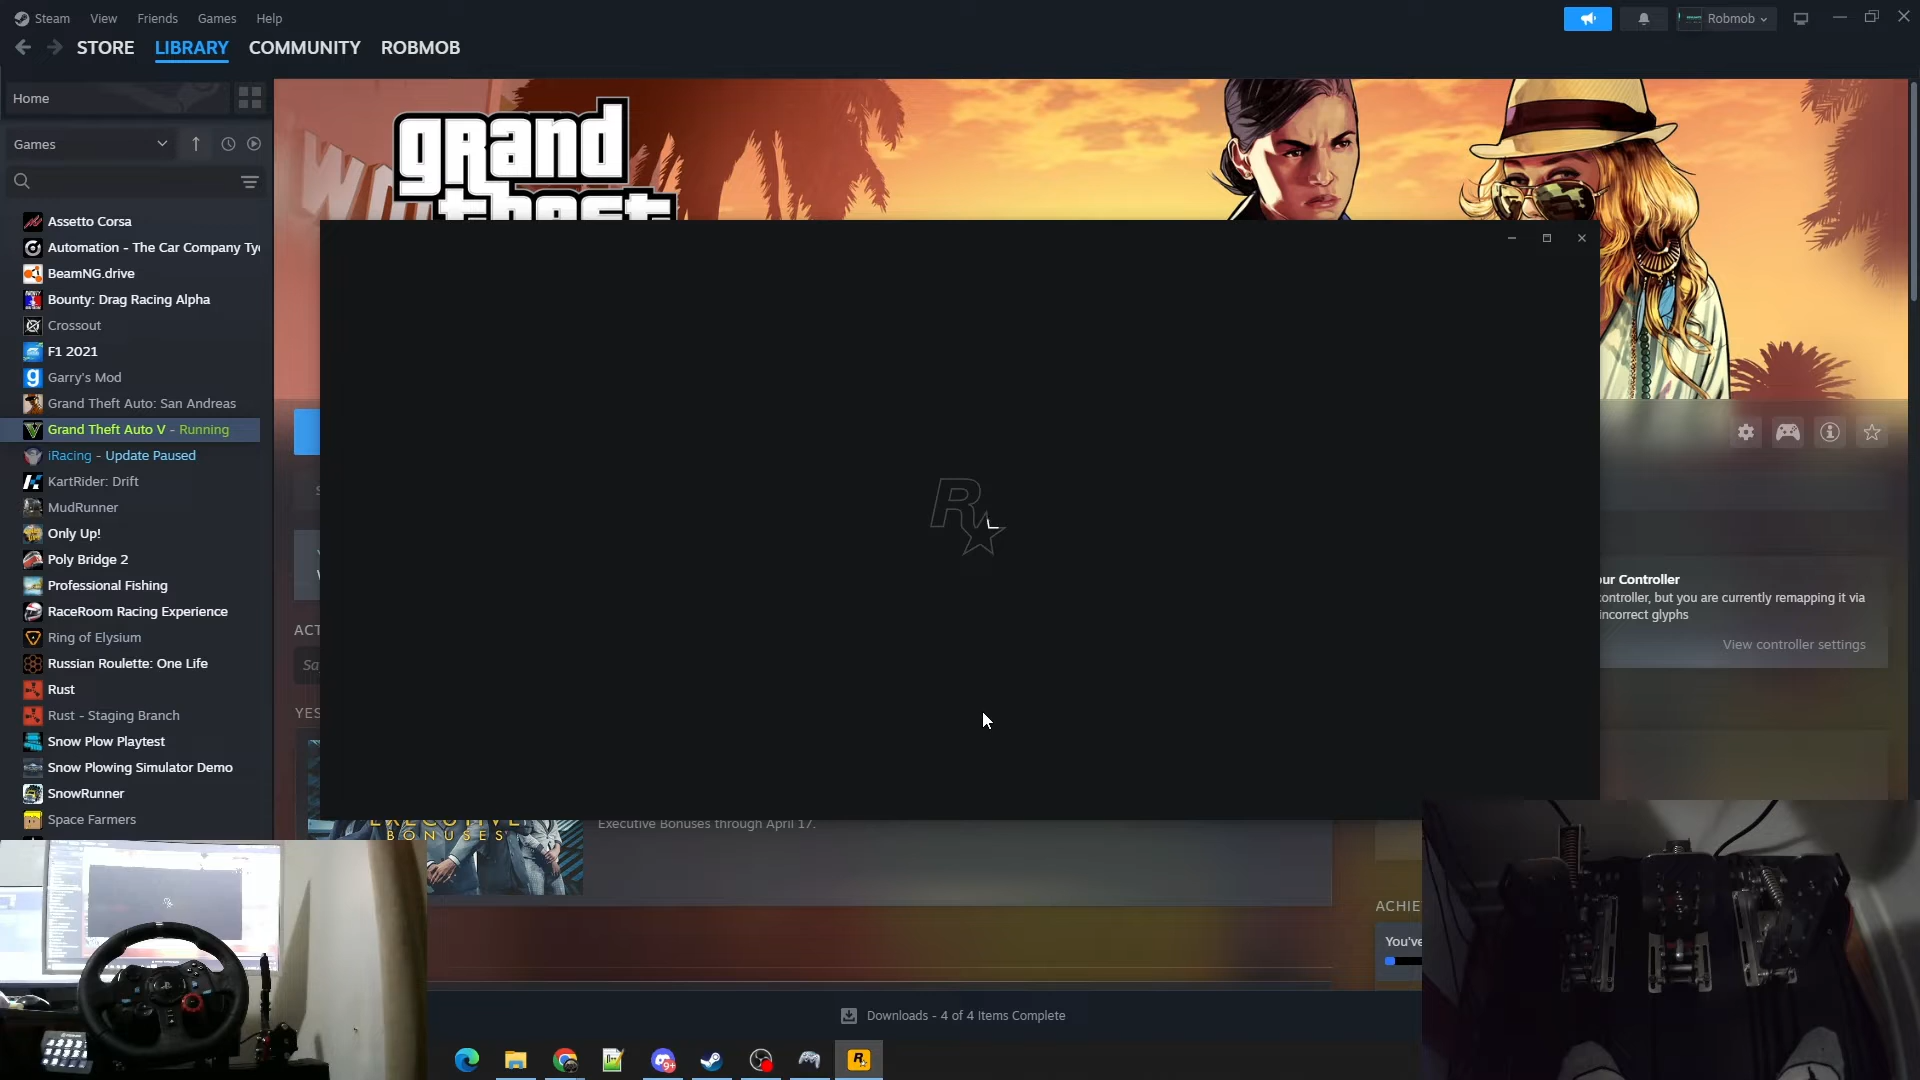 Steam View Friends Games Help
Robmob
STORE LIBRARY COMMUNITY ROBMOB
Home
Games
grand
theft
Assetto Corsa
Automation - The Car Company Ty
BeamNG.drive
Bounty: Drag Racing Alpha
Crossout
F1 2021
Garry's Mod
Grand Theft Auto: San Andreas
Grand Theft Auto V - Running
iRacing - Update Paused
KartRider: Drift
MudRunner
Only Up!
Poly Bridge 2
Professional Fishing
RaceRoom Racing Experience
Ring of Elysium
Russian Roulette: One Life
Rust
Rust - Staging Branch
Snow Plow Playtest
Snow Plowing Simulator Demo
SnowRunner
Space Farmers
R
our Controller
controller, but you are currently remapping it via
incorrect glyphs
View controller settings
ACT
Sa
YES
EXECUTIVE
BONUSES
Executive Bonuses through April 17.
ACHIE
You've
Downloads - 4 of 4 Items Complete
9+